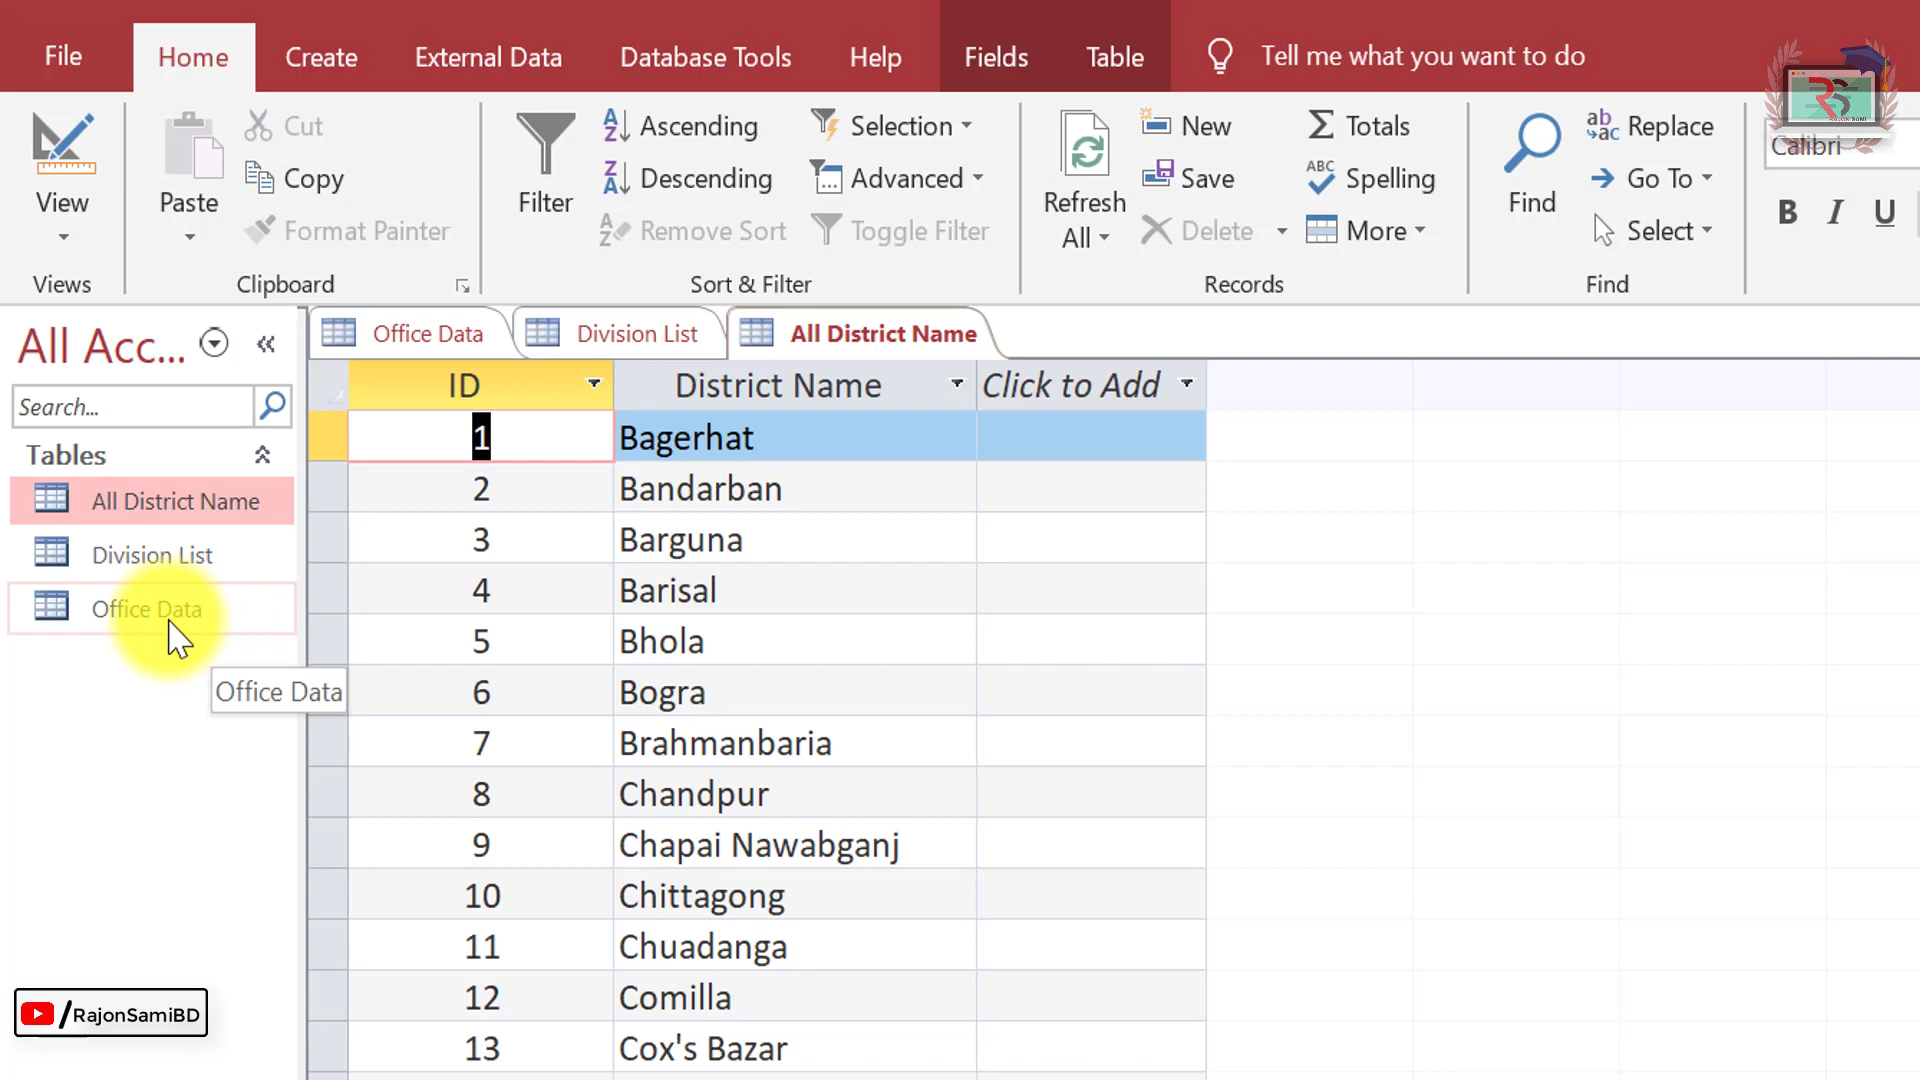 File Home Create External Data Database Tools Help Fields Table Tell me what you want to do
View
Views
Paste
Cut
Copy
Format Painter
Clipboard
Filter
Ascending
Descending
Remove Sort
Selection
Advanced
Toggle Filter
Sort & Filter
Refresh
All
New
Save
Delete
Totals
Spelling
More
Records
Find
Replace
Go To
Select
Find
Calibri
B I U
RS
RAJON SAMI
All Acc...
Search...
Tables
All District Name
Division List
Office Data
Office Data
Office Data Division List All District Name
ID District Name Click to Add
1 Bagerhat
2 Bandarban
3 Barguna
4 Barisal
5 Bhola
6 Bogra
7 Brahmanbaria
8 Chandpur
9 Chapai Nawabganj
10 Chittagong
11 Chuadanga
12 Comilla
13 Cox's Bazar
/RajonSamiBD